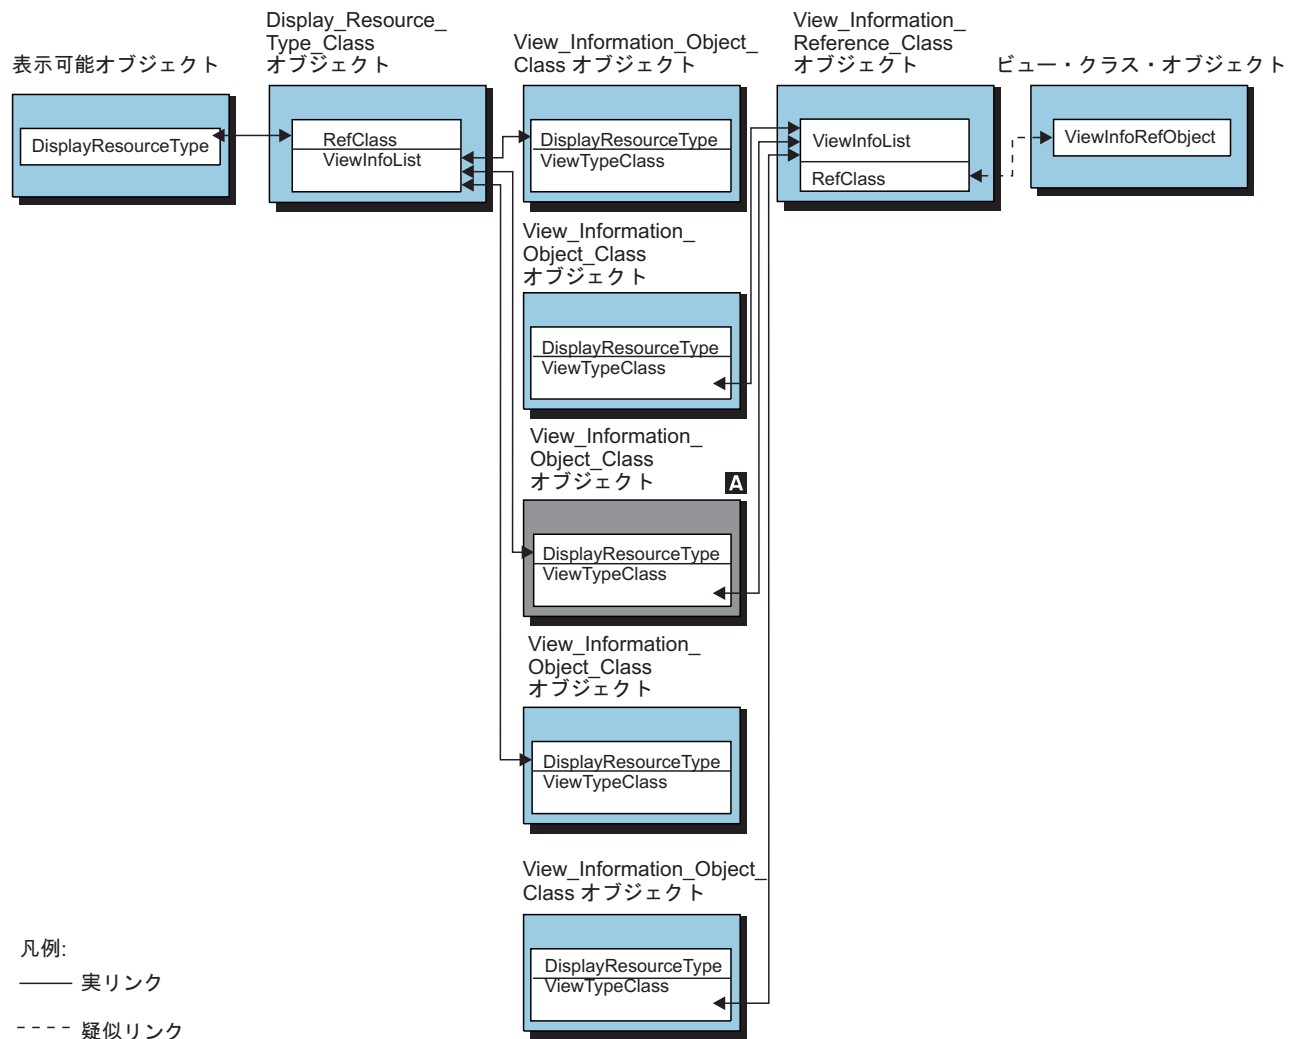 表示可能オブジェクト
DisplayResourceType
Display_Resource_
Type_Class
オブジェクト
RefClass
ViewInfoList
View_Information_Object_
Class オブジェクト
DisplayResourceType
ViewTypeClass
View_Information_
Reference_Class
オブジェクト
ViewInfoList
RefClass
ビュー・クラス・オブジェクト
ViewInfoRefObject
View_Information_
Object_Class
オブジェクト
DisplayResourceType
ViewTypeClass
View_Information_
Object_Class
オブジェクト
A
DisplayResourceType
ViewTypeClass
View_Information_
Object_Class
オブジェクト
DisplayResourceType
ViewTypeClass
View_Information_Object_
Class オブジェクト
DisplayResourceType
ViewTypeClass
凡例:
実リンク
疑似リンク